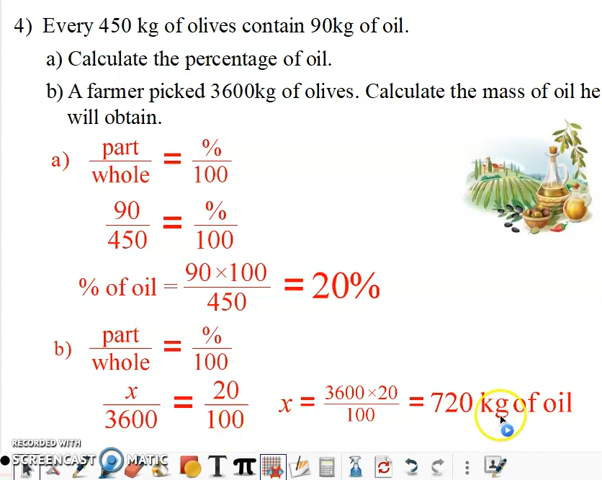 4) Every 450 kg of olives contain 90kg of oil.
a) Calculate the percentage of oil.
b) A farmer picked 3600kg of olives. Calculate the mass of oil he
will obtain.
a) part/whole = %/100
90/450 = %/100
% of oil = 90×100/450 = 20%
b) part/whole = %/100
x/3600 = 20/100 x = 3600×20/100 = 720 kg of oil
RECORDED WITH
SCREENCAST MATIC
T π